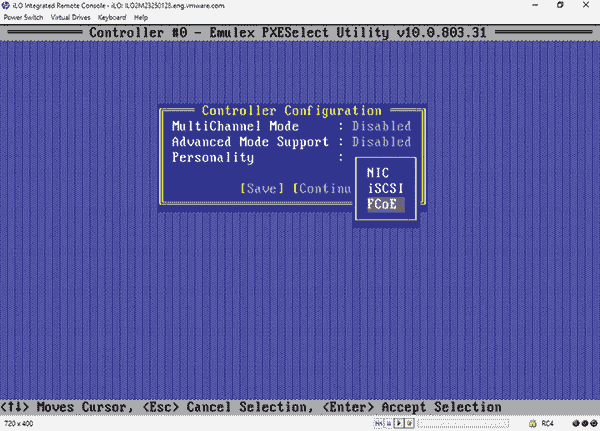 iLO Integrated Remote Console - iLO: ILO2M23250128.eng.vmware.com
Power Switch Virtual Drives Keyboard Help
Controller #0 - Emulex PXESelect Utility v10.0.803.31
Controller Configuration
MultiChannel Mode : Disabled
Advanced Mode Support : Disabled
Personality :
NIC
[Save] [Continu iSCSI
FCoE
<↑↓> Moves Cursor, <Esc> Cancel Selection, <Enter> Accept Selection
720 x 400 RC4